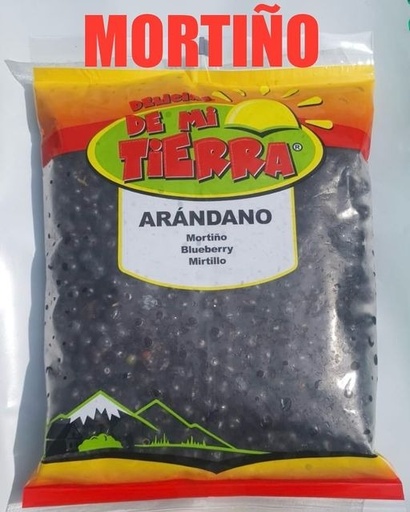 MORTIÑO
DELICIAS
DE MI
TIERRA®
ARÁNDANO
Mortiño
Blueberry
Mirtillo